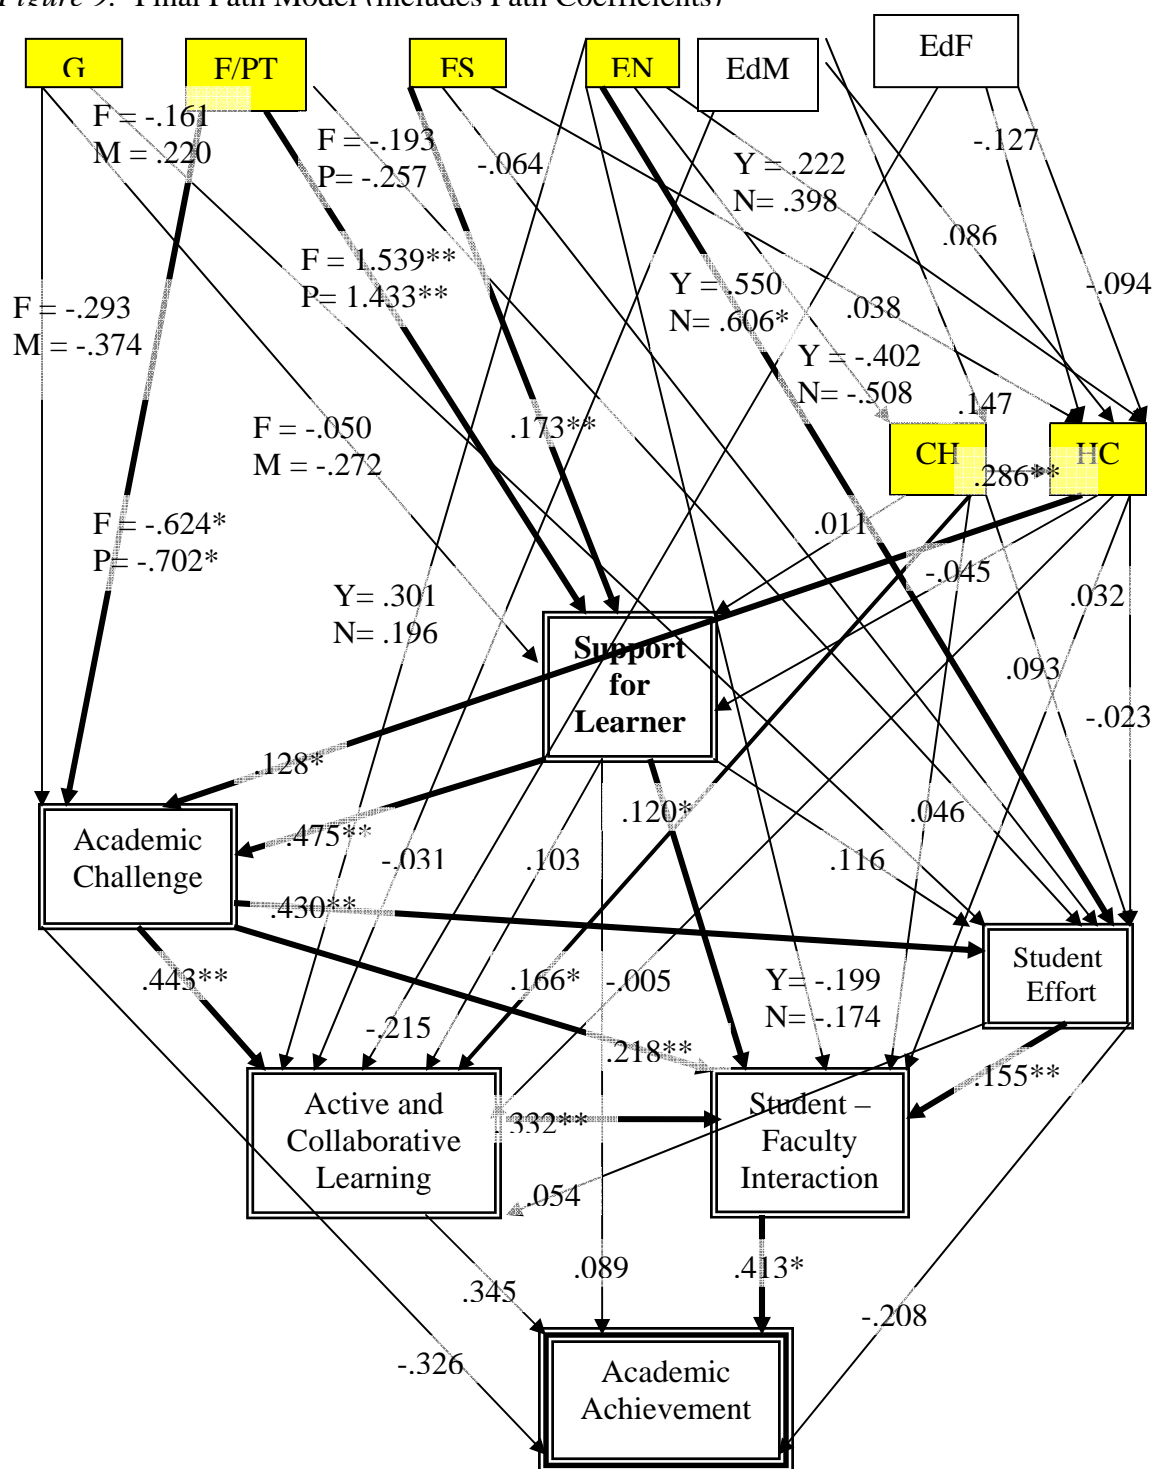 Figure 9. Final Path Model (includes Path Coefficients)
G
F/PT
ES
EN
EdM
EdF
F = -.161
M = .220
F = -.193
P= -.257
-.064
Y = .222
N= .398
-.127
.086
-.094
F = 1.539**
P= 1.433**
Y = .550
N= .606*
.038
F = -.293
M = -.374
Y = -.402
N= -.508
.147
F = -.050
M = -.272
.173**
CH
HC
.286**
F = -.624*
P= -.702*
.011
-.045
.032
Y= .301
N= .196
Support
for
Learner
.093
-.023
.128*
.475**
.120*
.046
Academic
Challenge
-.031
.103
.116
.430**
.443**
.166*
-.005
Y= -.199
N= -.174
Student
Effort
-.215
.218**
.155**
Active and
Collaborative
Learning
.332**
Student –
Faculty
Interaction
.054
.345
.089
.413*
-.208
-.326
Academic
Achievement